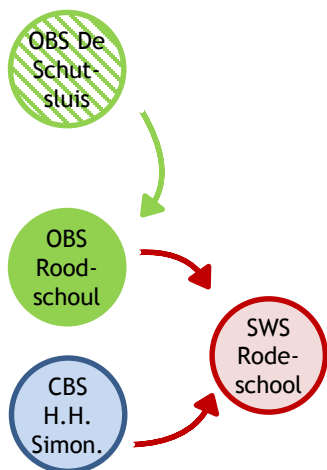 OBS De
Schut-
sluis
OBS
Rood-
schoul
SWS
Rode-
school
CBS
H.H.
Simon.